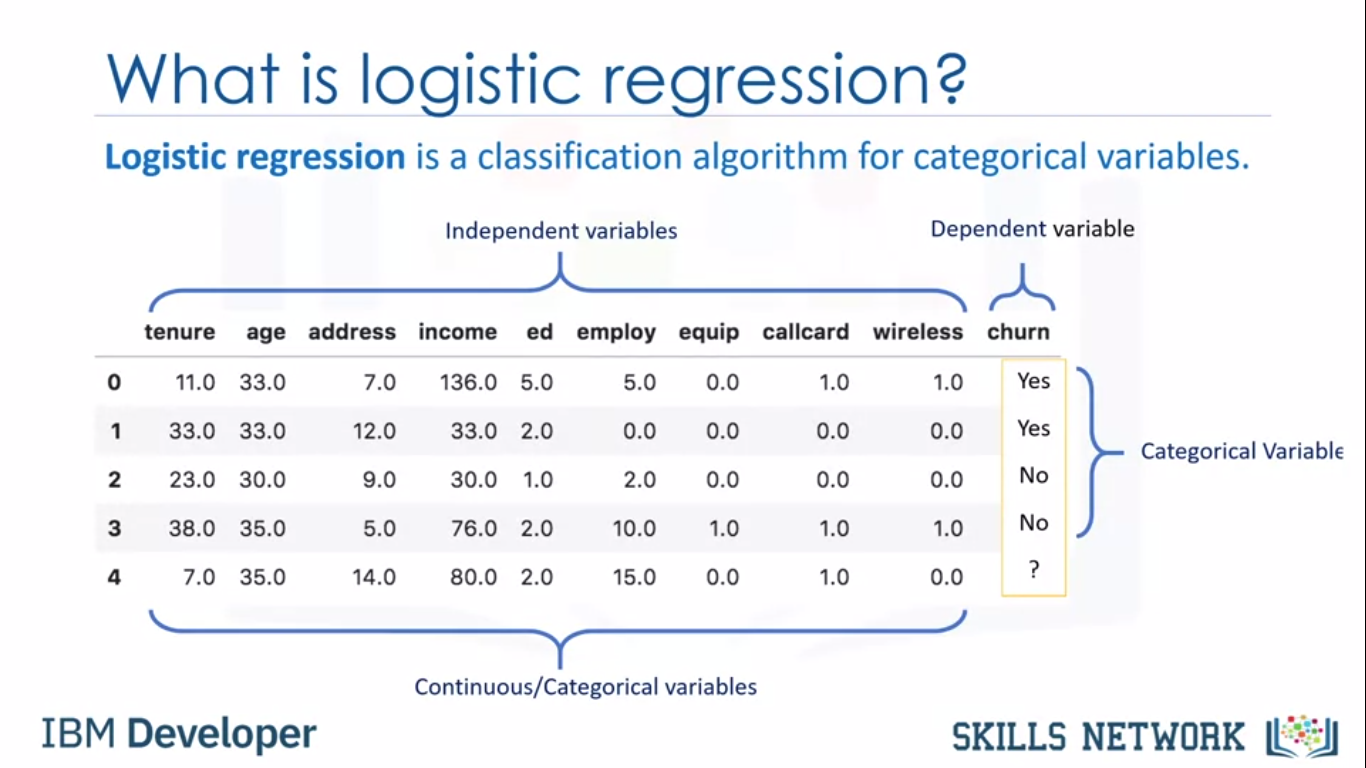 What is logistic regression?
Logistic regression is a classification algorithm for categorical variables.
Independent variables
Dependent variable
tenure age address income ed employ equip callcard wireless churn
0 11.0 33.0 7.0 136.0 5.0 5.0 0.0 1.0 1.0 Yes
1 33.0 33.0 12.0 33.0 2.0 0.0 0.0 0.0 0.0 Yes
2 23.0 30.0 9.0 30.0 1.0 2.0 0.0 0.0 0.0 No
3 38.0 35.0 5.0 76.0 2.0 10.0 1.0 1.0 1.0 No
4 7.0 35.0 14.0 80.0 2.0 15.0 0.0 1.0 0.0 ?
Categorical Variable
Continuous/Categorical variables
IBM Developer
SKILLS NETWORK